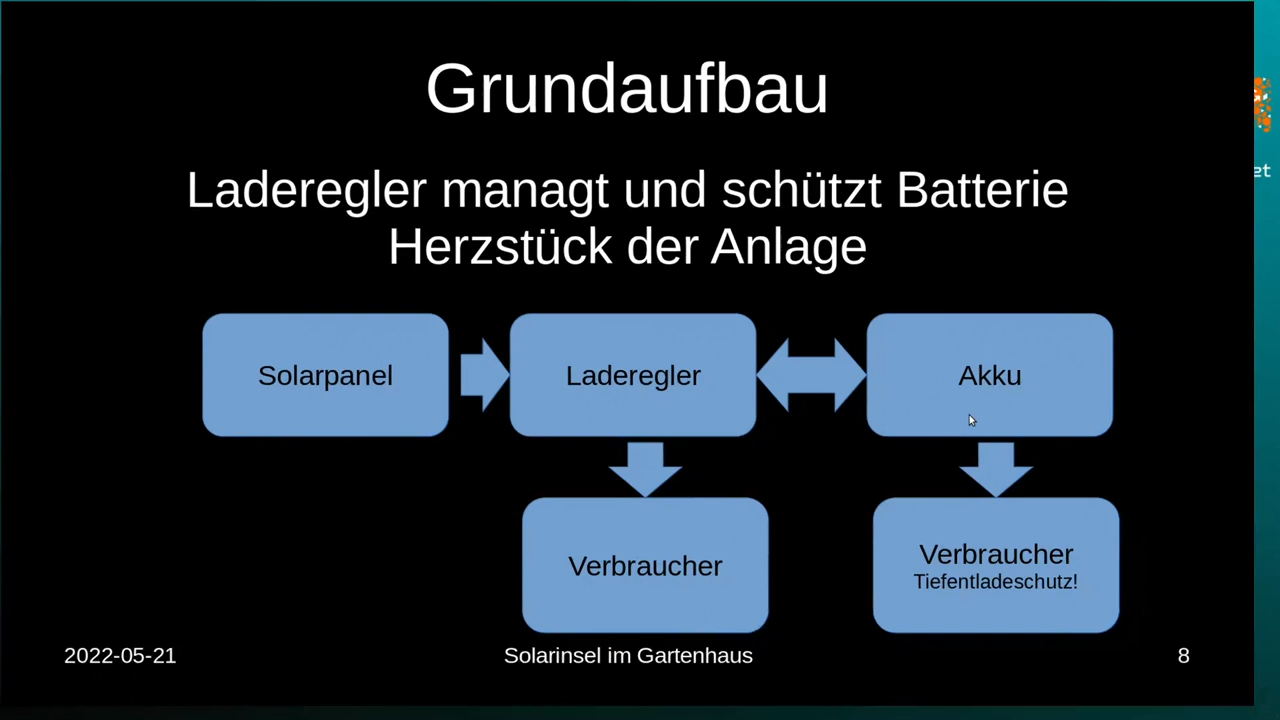 Grundaufbau
Laderegler managt und schützt Batterie
Herzstück der Anlage
Solarpanel
Laderegler
Akku
Verbraucher
Verbraucher
Tiefentladeschutz!
2022-05-21
Solarinsel im Gartenhaus
8
et